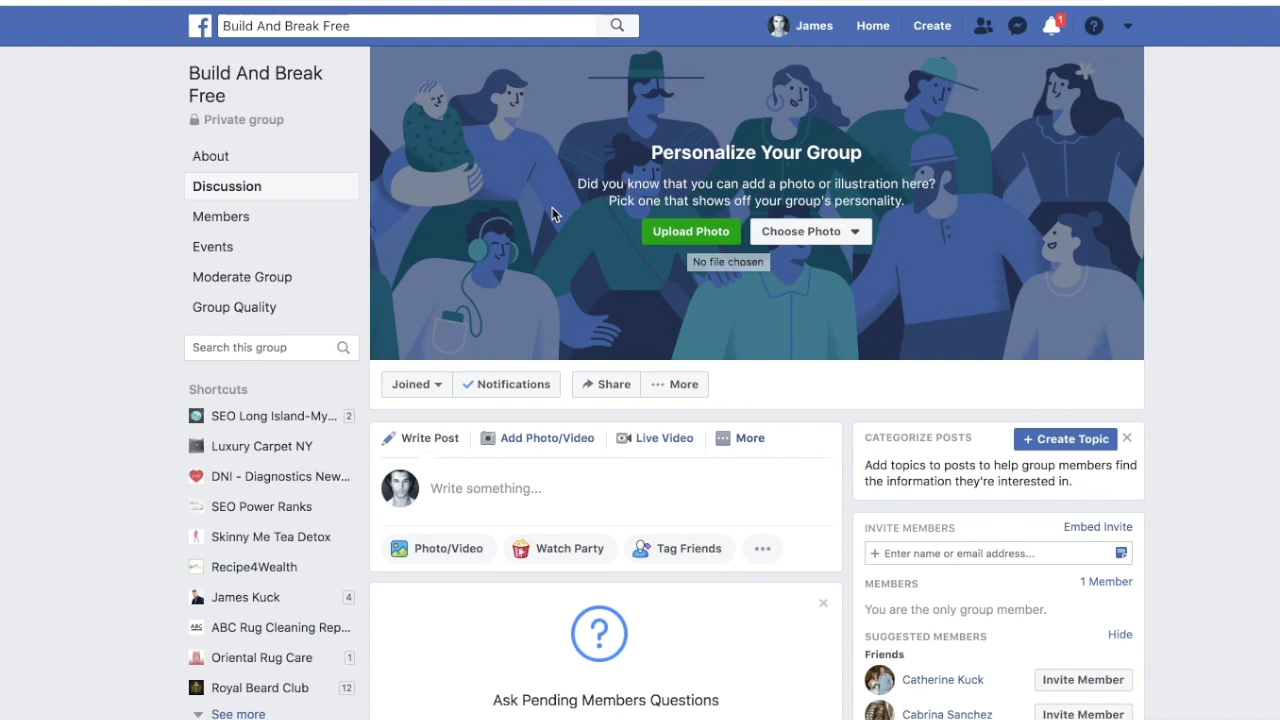 Build And Break Free
James
Home
Create
1
Build And Break
Free
Private group
About
Discussion
Members
Events
Moderate Group
Group Quality
Search this group
Shortcuts
SEO Long Island-My... 2
Luxury Carpet NY
DNI - Diagnostics New...
SEO Power Ranks
Skinny Me Tea Detox
Recipe4Wealth
James Kuck 4
ABC Rug Cleaning Rep...
Oriental Rug Care 1
Royal Beard Club 12
See more
Personalize Your Group
Did you know that you can add a photo or illustration here?
Pick one that shows off your group's personality.
Upload Photo
Choose Photo
No file chosen
Joined
Notifications
Share
More
Write Post
Add Photo/Video
Live Video
More
Write something...
Photo/Video
Watch Party
Tag Friends
Ask Pending Members Questions
CATEGORIZE POSTS
+ Create Topic
Add topics to posts to help group members find
the information they're interested in.
INVITE MEMBERS
Embed Invite
+ Enter name or email address...
MEMBERS
1 Member
You are the only group member.
SUGGESTED MEMBERS
Hide
Friends
Catherine Kuck
Invite Member
Cabrina Sanchez
Invite Member